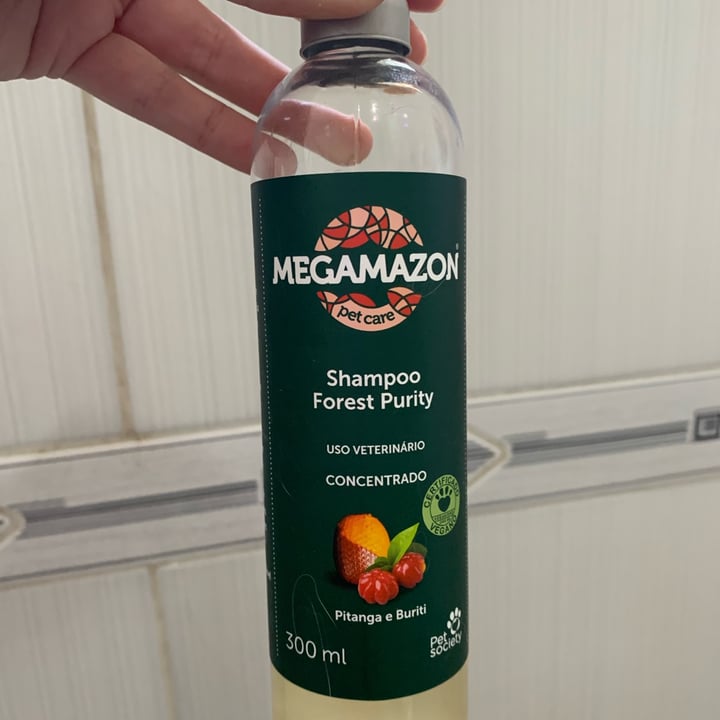 MEGAMAZON
pet care
Shampoo
Forest Purity
USO VETERINÁRIO
CONCENTRADO
CERTIFICADO
VEGANO
Pitanga e Buriti
300 ml
Pet
society